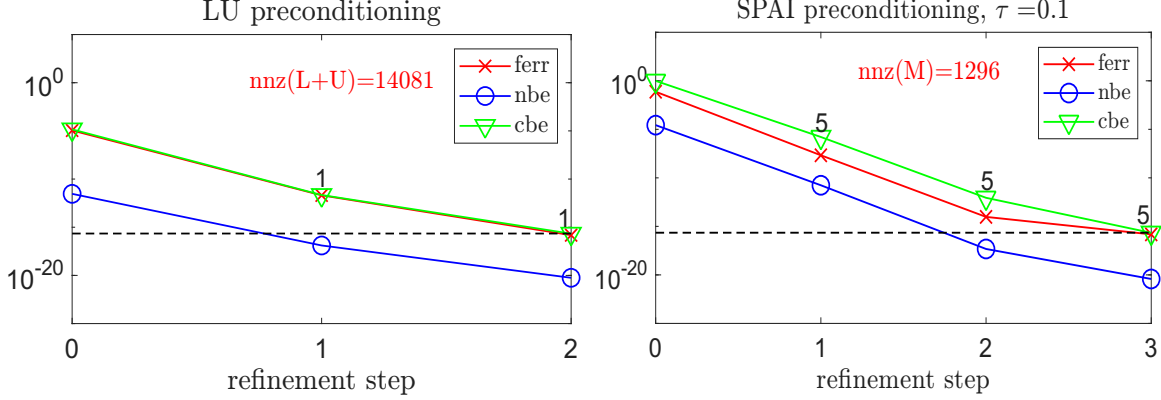 LU preconditioning
nnz(L+U)=14081
ferr
nbe
cbe
10^0
10^-20
1
1
0
1
2
refinement step
SPAI preconditioning, τ =0.1
nnz(M)=1296
ferr
nbe
cbe
10^0
10^-20
5
5
5
0
1
2
3
refinement step